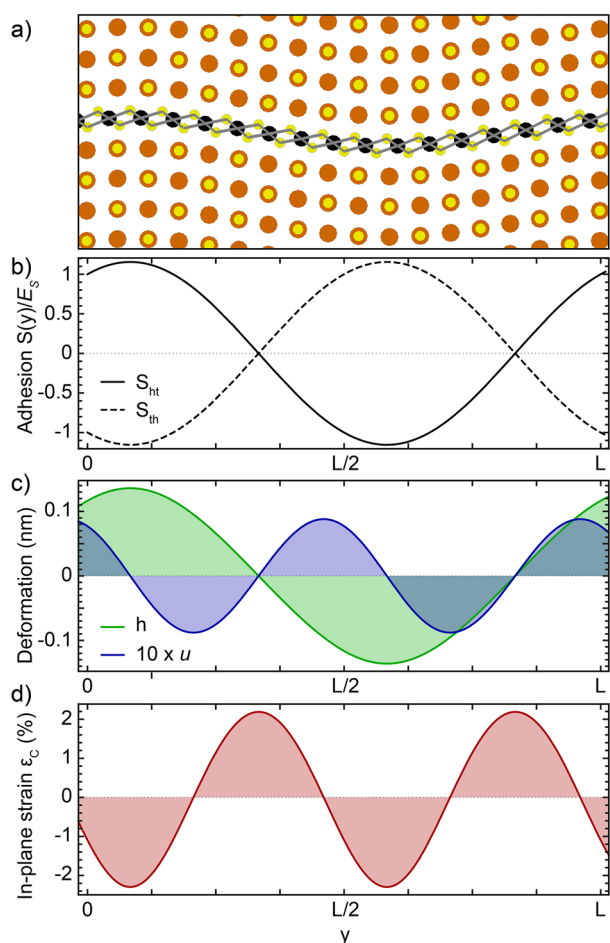 a)
b)
Adhesion S(y)/E_S
1
0.5
0
-0.5
-1
S_ht
S_th
0 L/2 L
c)
Deformation (nm)
0.1
0
-0.1
h
10 x u
0 L/2 L
d)
In-plane strain ε_C (%)
2
1
0
-1
-2
0 L/2 L
y